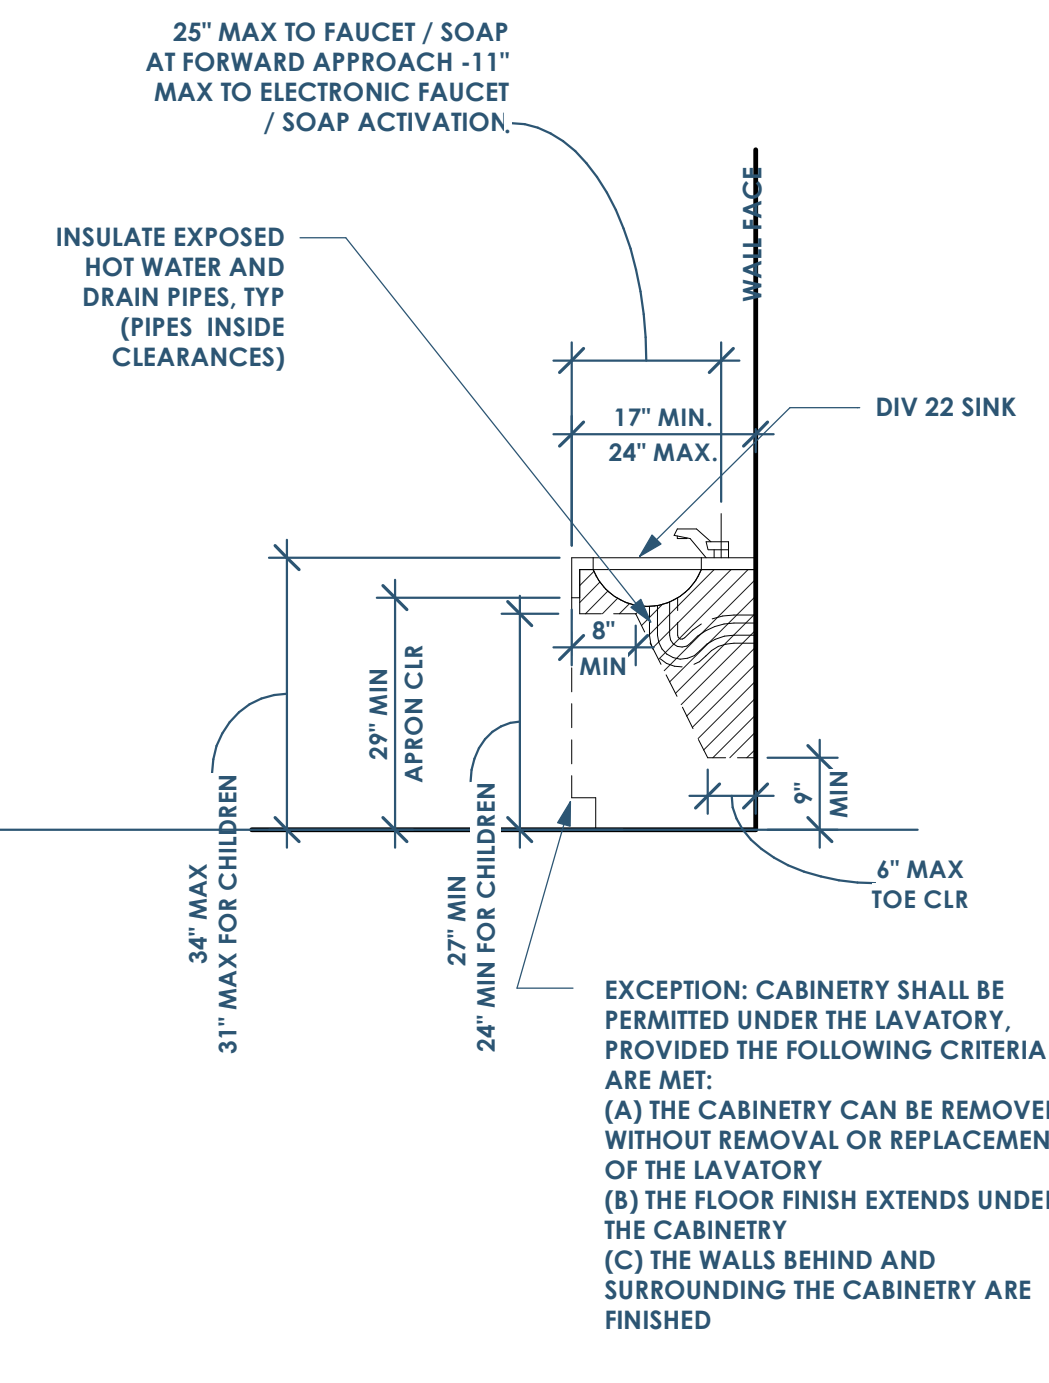 25" MAX TO FAUCET / SOAP
AT FORWARD APPROACH -11"
MAX TO ELECTRONIC FAUCET
/ SOAP ACTIVATION.
WALL FACE
INSULATE EXPOSED
HOT WATER AND
DRAIN PIPES, TYP
(PIPES INSIDE
CLEARANCES)
17" MIN.
24" MAX.
DIV 22 SINK
8"
MIN
29" MIN
APRON CLR
9"
MIN
34" MAX
31" MAX FOR CHILDREN
27" MIN
24" MIN FOR CHILDREN
6" MAX
TOE CLR
EXCEPTION: CABINETRY SHALL BE
PERMITTED UNDER THE LAVATORY,
PROVIDED THE FOLLOWING CRITERIA
ARE MET:
(A) THE CABINETRY CAN BE REMOVE
WITHOUT REMOVAL OR REPLACEMEN
OF THE LAVATORY
(B) THE FLOOR FINISH EXTENDS UNDE
THE CABINETRY
(C) THE WALLS BEHIND AND
SURROUNDING THE CABINETRY ARE
FINISHED